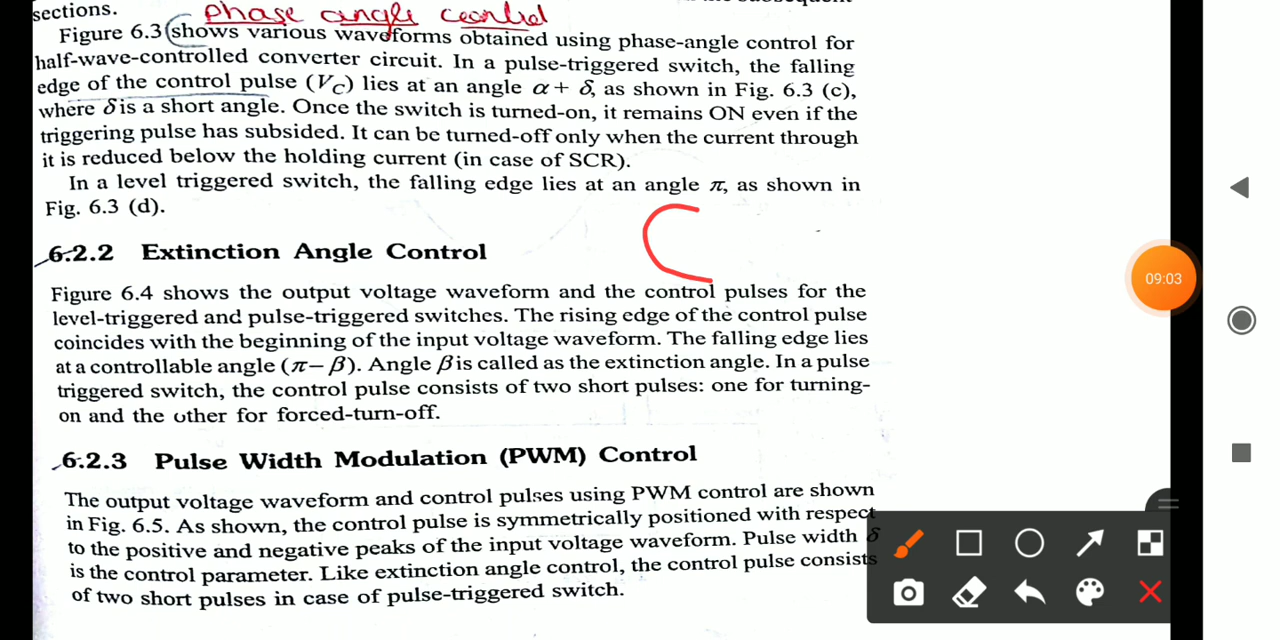 sections.
phase angle control
Figure 6.3 shows various waveforms obtained using phase-angle control for
half-wave-controlled converter circuit. In a pulse-triggered switch, the falling
edge of the control pulse (VC) lies at an angle α + δ, as shown in Fig. 6.3 (c),
where δ is a short angle. Once the switch is turned-on, it remains ON even if the
triggering pulse has subsided. It can be turned-off only when the current through
it is reduced below the holding current (in case of SCR).
In a level triggered switch, the falling edge lies at an angle π, as shown in
Fig. 6.3 (d).
6.2.2 Extinction Angle Control
Figure 6.4 shows the output voltage waveform and the control pulses for the
level-triggered and pulse-triggered switches. The rising edge of the control pulse
coincides with the beginning of the input voltage waveform. The falling edge lies
at a controllable angle (π – β). Angle β is called as the extinction angle. In a pulse
triggered switch, the control pulse consists of two short pulses: one for turning-
on and the other for forced-turn-off.
6.2.3 Pulse Width Modulation (PWM) Control
The output voltage waveform and control pulses using PWM control are shown
in Fig. 6.5. As shown, the control pulse is symmetrically positioned with respect
to the positive and negative peaks of the input voltage waveform. Pulse width δ
is the control parameter. Like extinction angle control, the control pulse consists
of two short pulses in case of pulse-triggered switch.
09:03